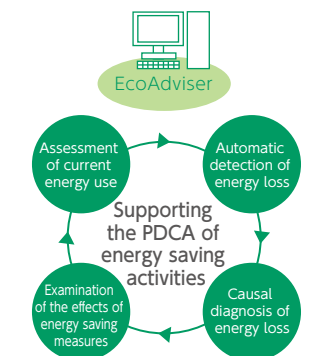 EcoAdviser
Assessment
of current
energy use
Automatic
detection of
energy loss
Supporting
the PDCA of
energy saving
activities
Examination
of the effects of
energy saving
measures
Causal
diagnosis of
energy loss